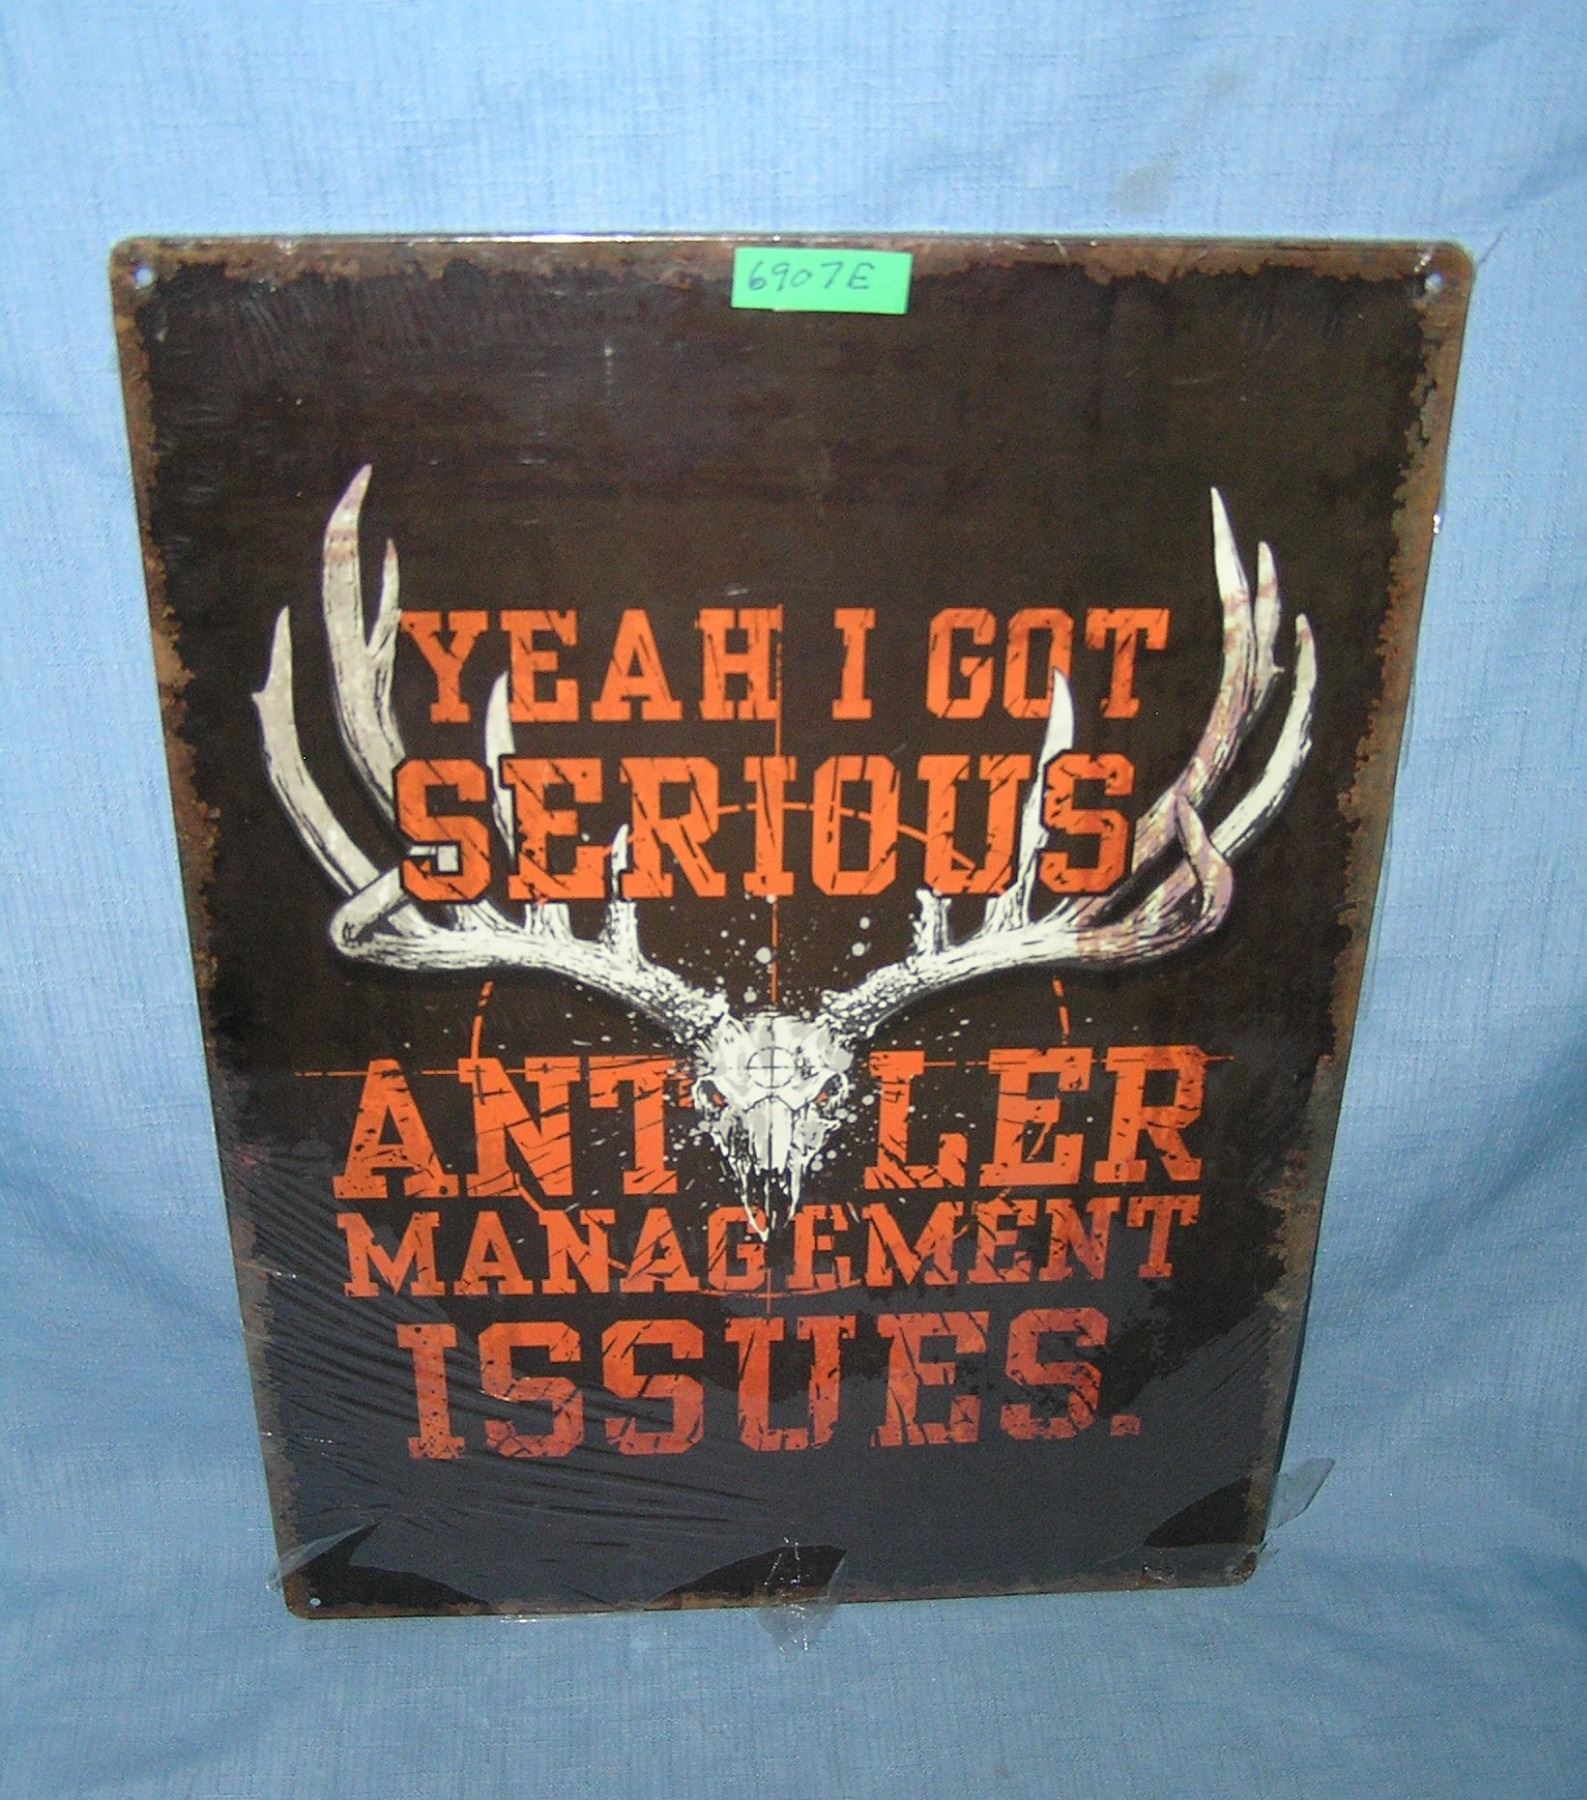 6907E
YEAH I GOT
SERIOUS
ANTLER
MANAGEMENT
ISSUES.